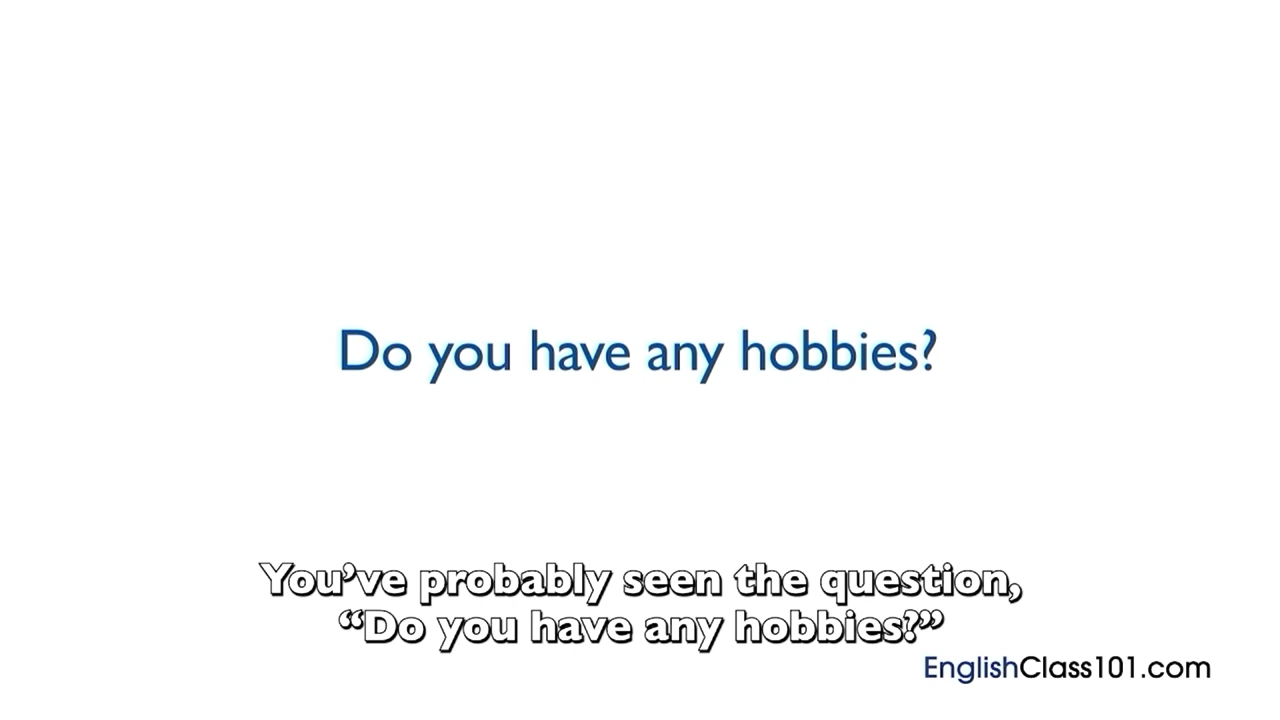 Do you have any hobbies?
You’ve probably seen the question,
“Do you have any hobbies?”
EnglishClass101.com